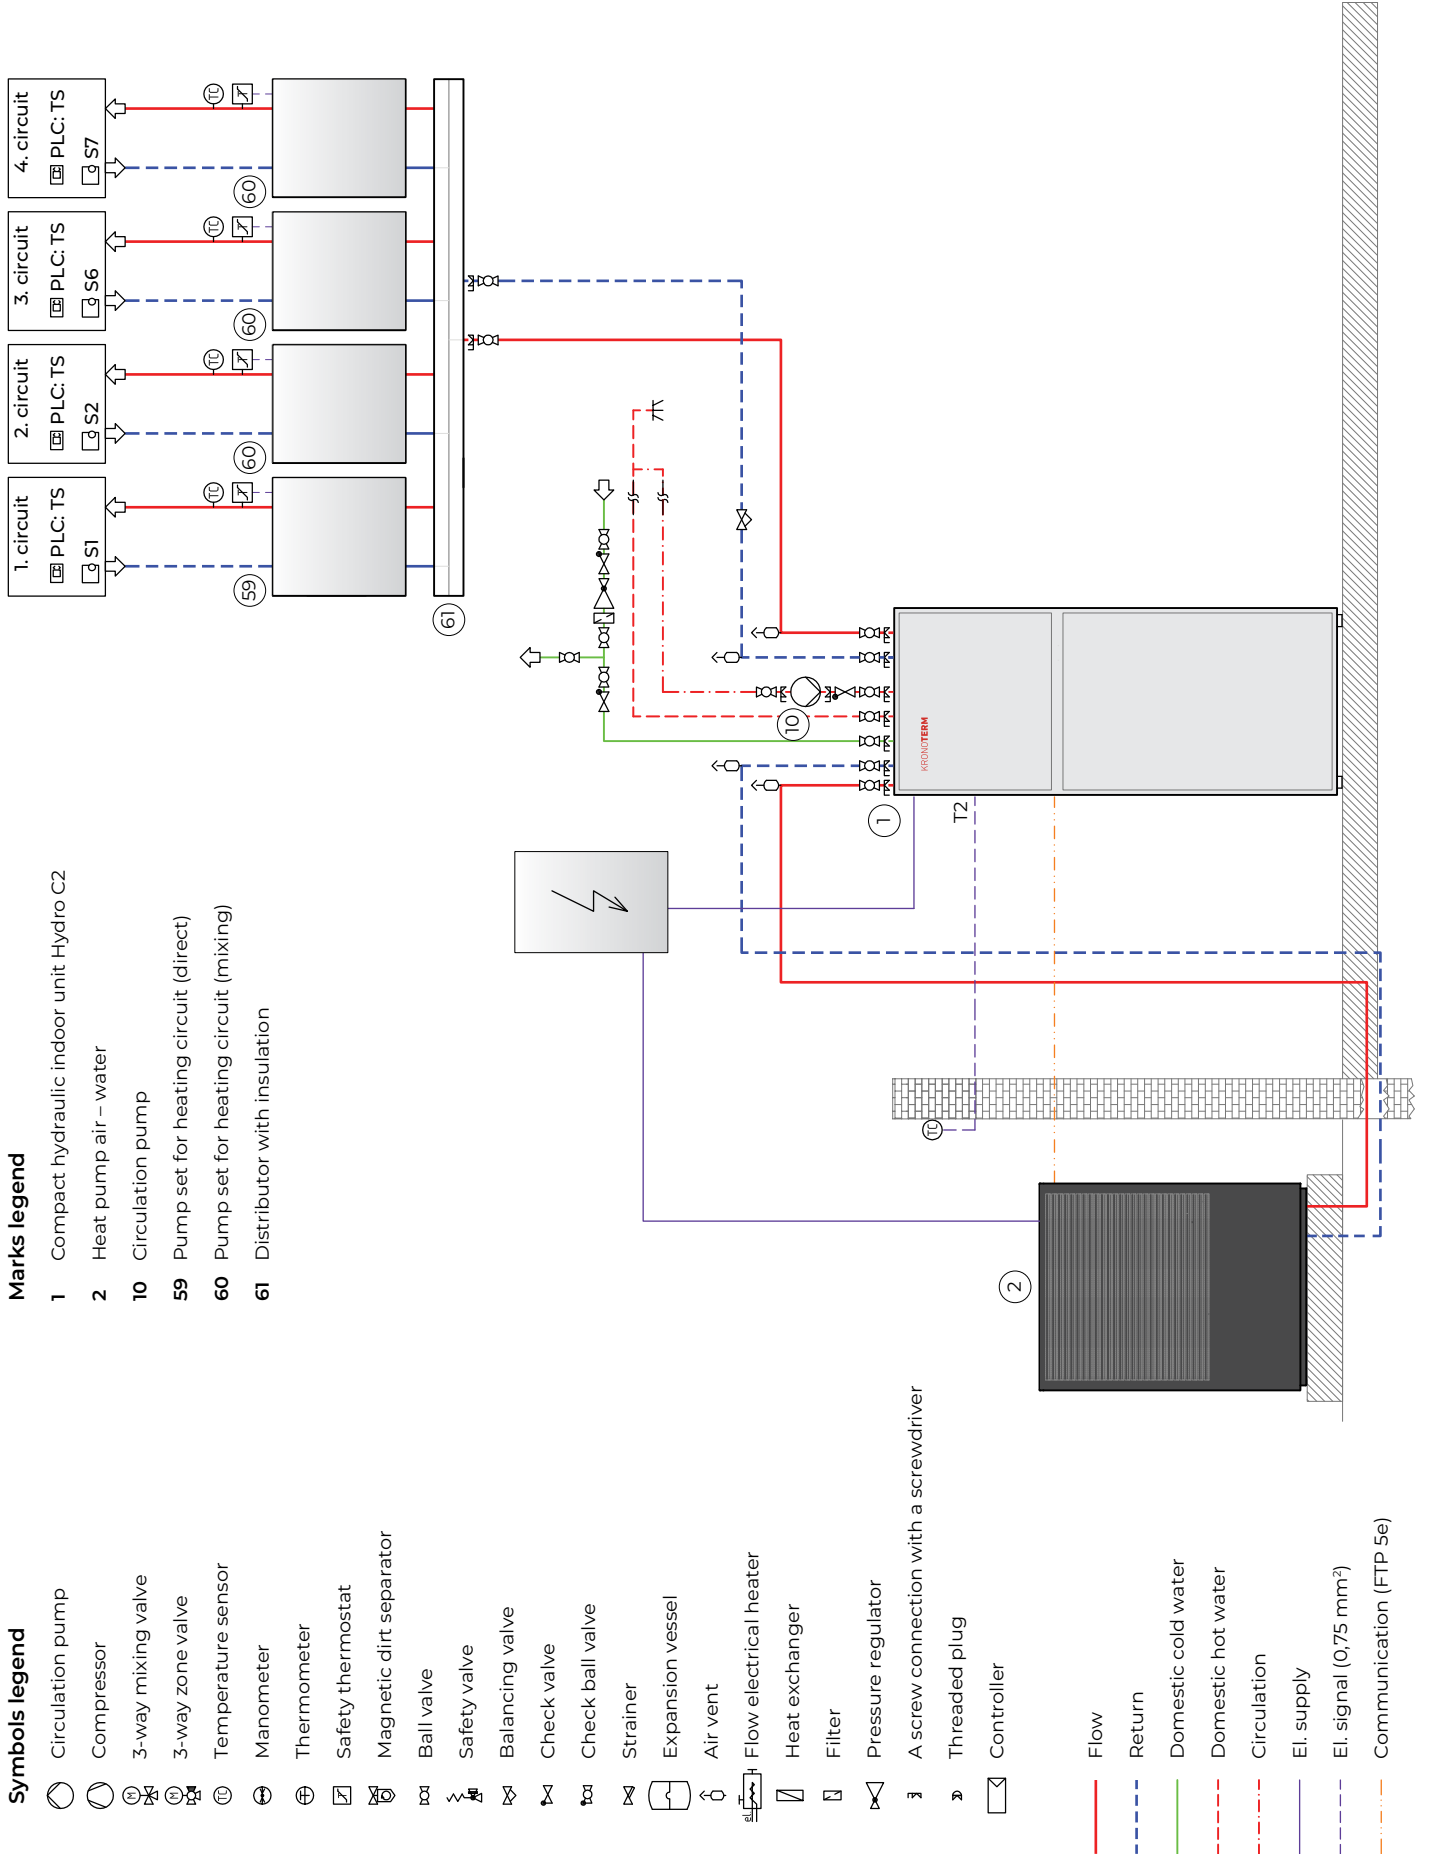 Symbols legend
Circulation pump
Compressor
3-way mixing valve
3-way zone valve
Temperature sensor
Manometer
Thermometer
Safety thermostat
Magnetic dirt separator
Ball valve
Safety valve
Balancing valve
Check valve
Check ball valve
Strainer
Expansion vessel
Air vent
Flow electrical heater
Heat exchanger
Filter
Pressure regulator
A screw connection with a screwdriver
Threaded plug
Controller
M
M
TC
el.
Flow
Return
Domestic cold water
Domestic hot water
Circulation
El. supply
El. signal (0,75 mm²)
Communication (FTP 5e)
Marks legend
1 Compact hydraulic indoor unit Hydro C2
2 Heat pump air – water
10 Circulation pump
59 Pump set for heating circuit (direct)
60 Pump set for heating circuit (mixing)
61 Distributor with insulation
1. circuit
PLC: TS
S1
2. circuit
PLC: TS
S2
3. circuit
PLC: TS
S6
4. circuit
PLC: TS
S7
TC
TC
TC
TC
59
60
60
60
61
10
1
T2
KRONOTERM
TC
2